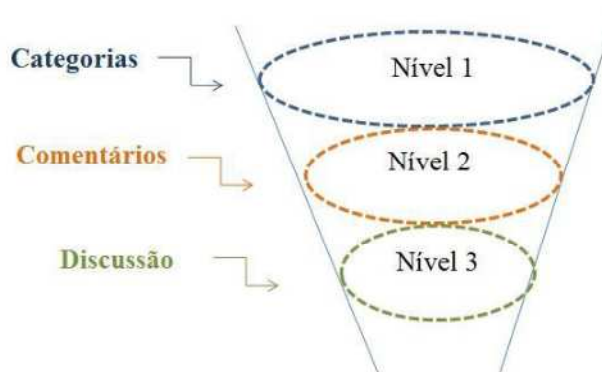 Categorias
Nível 1
Comentários
Nível 2
Discussão
Nível 3